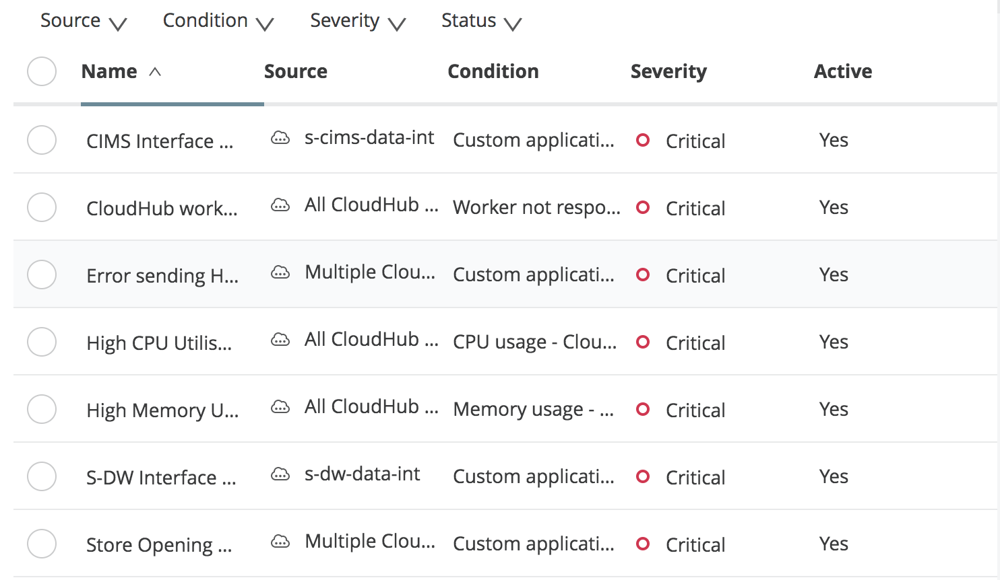 Source Condition Severity Status
Name Source Condition Severity Active
CIMS Interface ... s-cims-data-int Custom applicati... Critical Yes
CloudHub work... All CloudHub ... Worker not respo... Critical Yes
Error sending H... Multiple Clou... Custom applicati... Critical Yes
High CPU Utilis... All CloudHub ... CPU usage - Clou... Critical Yes
High Memory U... All CloudHub ... Memory usage - ... Critical Yes
S-DW Interface ... s-dw-data-int Custom applicati... Critical Yes
Store Opening ... Multiple Clou... Custom applicati... Critical Yes